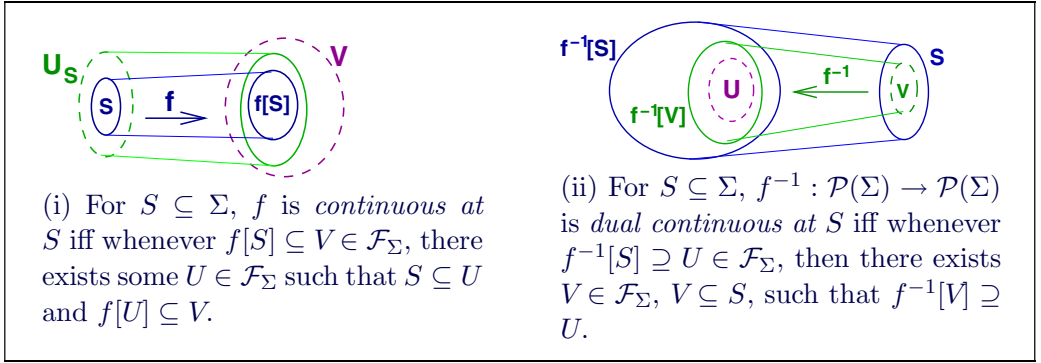 U_S
S
f
f[S]
V
(i) For S ⊆ Σ, f is continuous at
S iff whenever f[S] ⊆ V ∈ F_Σ, there
exists some U ∈ F_Σ such that S ⊆ U
and f[U] ⊆ V.
f⁻¹[S]
U
f⁻¹[V]
f⁻¹
V
S
(ii) For S ⊆ Σ, f⁻¹ : P(Σ) → P(Σ)
is dual continuous at S iff whenever
f⁻¹[S] ⊇ U ∈ F_Σ, then there exists
V ∈ F_Σ, V ⊆ S, such that f⁻¹[V] ⊇
U.